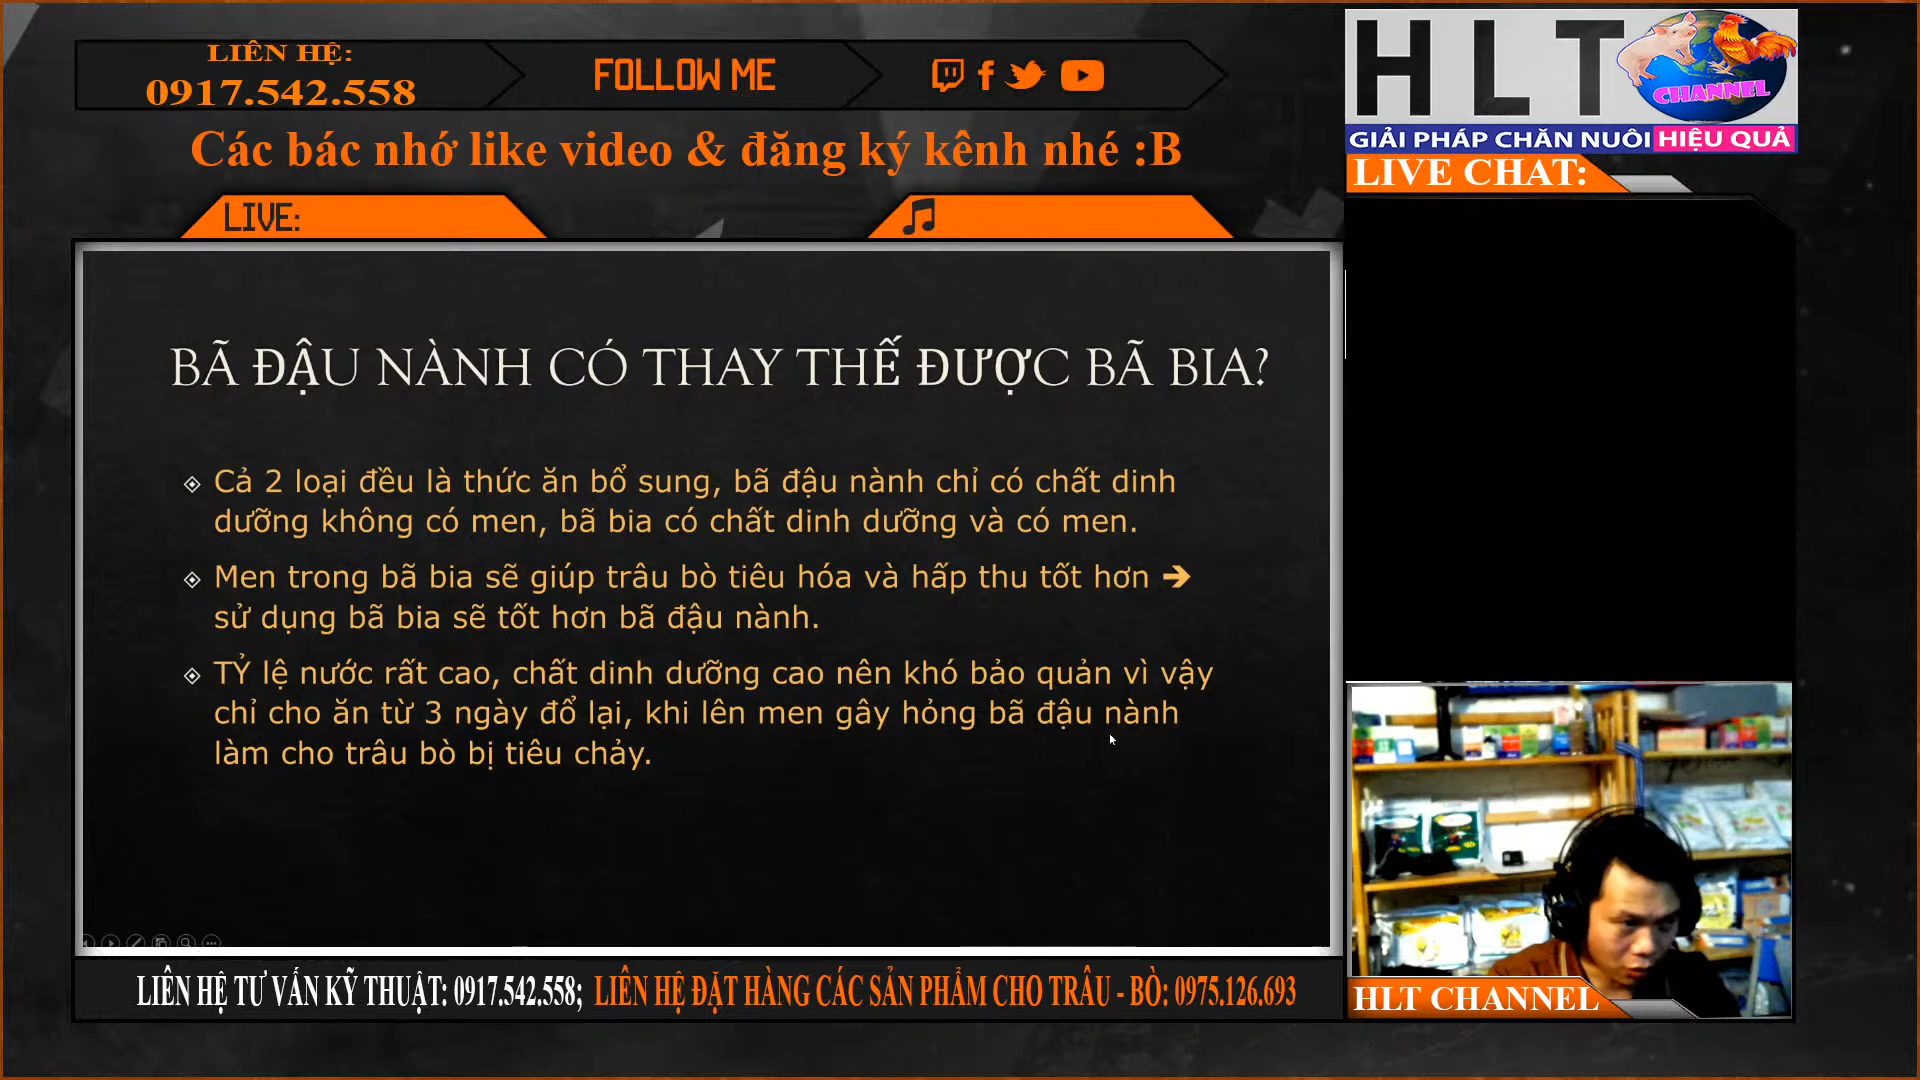 LIÊN HỆ:
0917.542.558
FOLLOW ME
Các bác nhớ like video & đăng ký kênh nhé :B
LIVE:
BÃ ĐẬU NÀNH CÓ THAY THẾ ĐƯỢC BÃ BIA?
Cả 2 loại đều là thức ăn bổ sung, bã đậu nành chỉ có chất dinh
dưỡng không có men, bã bia có chất dinh dưỡng và có men.
Men trong bã bia sẽ giúp trâu bò tiêu hóa và hấp thu tốt hơn ➔
sử dụng bã bia sẽ tốt hơn bã đậu nành.
TỶ lệ nước rất cao, chất dinh dưỡng cao nên khó bảo quản vì vậy
chỉ cho ăn từ 3 ngày đổ lại, khi lên men gây hỏng bã đậu nành
làm cho trâu bò bị tiêu chảy.
LIÊN HỆ TƯ VẤN KỸ THUẬT: 0917.542.558; LIÊN HỆ ĐẶT HÀNG CÁC SẢN PHẨM CHO TRÂU - BÒ: 0975.126.693
HLT
CHANNEL
GIẢI PHÁP CHĂN NUÔI HIỆU QUẢ
LIVE CHAT:
HLT CHANNEL